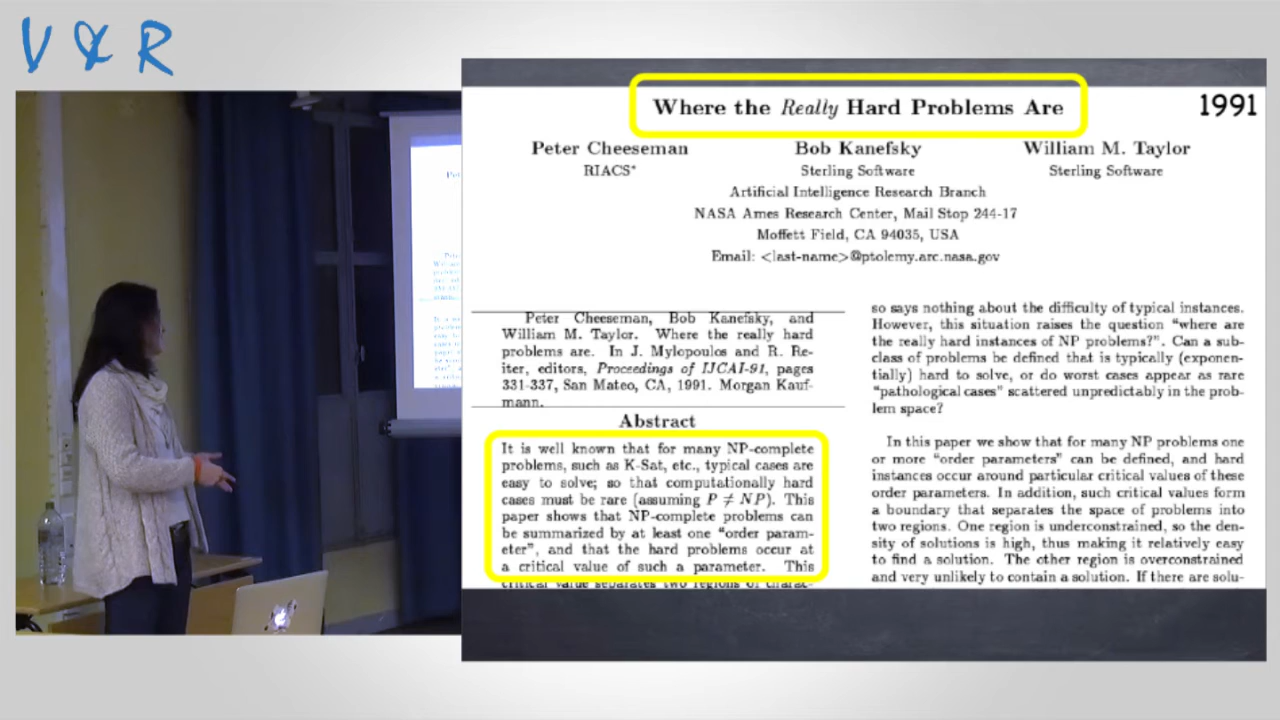 V&R
Where the Really Hard Problems Are
1991
Peter Cheeseman
RIACS*
Bob Kanefsky
Sterling Software
William M. Taylor
Sterling Software
Artificial Intelligence Research Branch
NASA Ames Research Center, Mail Stop 244-17
Moffett Field, CA 94035, USA
Email: <last-name>@ptolemy.arc.nasa.gov
Peter Cheeseman, Bob Kanefsky, and
William M. Taylor. Where the really hard
problems are. In J. Mylopoulos and R. Re-
iter, editors, Proceedings of IJCAI-91, pages
331-337, San Mateo, CA, 1991. Morgan Kauf-
mann.
Abstract
It is well known that for many NP-complete
problems, such as K-Sat, etc., typical cases are
easy to solve; so that computationally hard
cases must be rare (assuming P ≠ NP). This
paper shows that NP-complete problems can
be summarized by at least one "order param-
eter", and that the hard problems occur at
a critical value of such a parameter. This
critical value separates two regions of charac-
so says nothing about the difficulty of typical instances.
However, this situation raises the question "where are
the really hard instances of NP problems?". Can a sub-
class of problems be defined that is typically (exponen-
tially) hard to solve, or do worst cases appear as rare
"pathological cases" scattered unpredictably in the prob-
lem space?
In this paper we show that for many NP problems one
or more "order parameters" can be defined, and hard
instances occur around particular critical values of these
order parameters. In addition, such critical values form
a boundary that separates the space of problems into
two regions. One region is underconstrained, so the den-
sity of solutions is high, thus making it relatively easy
to find a solution. The other region is overconstrained
and very unlikely to contain a solution. If there are solu-